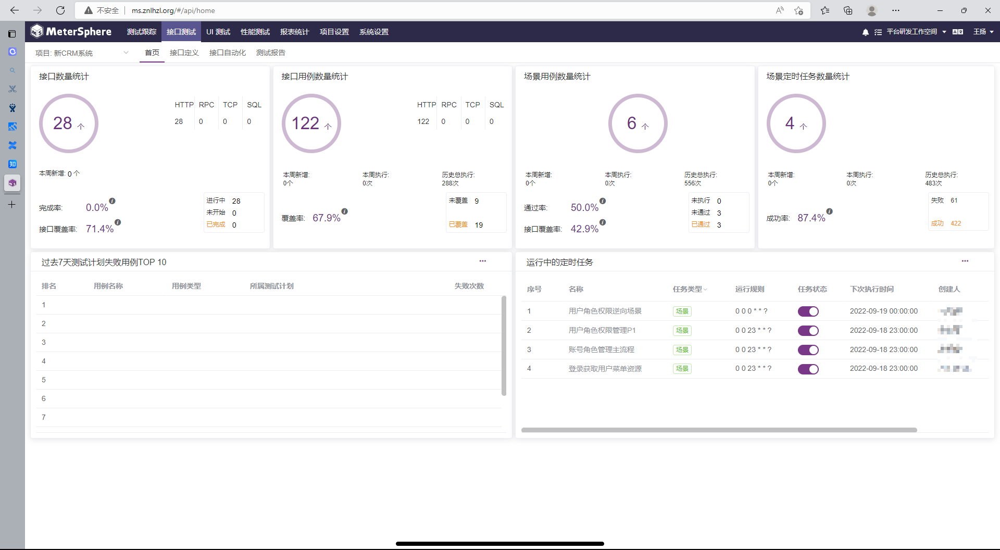 不安全 ms.znlhzl.org/#/api/home
MeterSphere 测试跟踪 接口测试 UI 测试 性能测试 报表统计 项目设置 系统设置 平台研发工作空间 王扬
项目: 新CRM系统 首页 接口定义 接口自动化 测试报告
接口数量统计
28 个
HTTP RPC TCP SQL
28 0 0 0
本周新增: 0 个
完成率: 0.0%
接口覆盖率: 71.4%
进行中 28
未开始 0
已完成 0
接口用例数量统计
122 个
HTTP RPC TCP SQL
122 0 0 0
本周新增: 本周执行: 历史总执行:
0个 0次 288次
覆盖率: 67.9%
未覆盖 9
已覆盖 19
场景用例数量统计
6 个
本周新增: 本周执行: 历史总执行:
0个 0次 556次
通过率: 50.0%
接口覆盖率: 42.9%
未执行 0
未通过 3
已通过 3
场景定时任务数量统计
4 个
本周新增: 本周执行: 历史总执行:
0个 0次 483次
成功率: 87.4%
失败 61
成功 422
过去7天测试计划失败用例TOP 10
排名 用例名称 用例类型 所属测试计划 失败次数
1
2
3
4
5
6
7
运行中的定时任务
序号 名称 任务类型 运行规则 任务状态 下次执行时间 创建人
1 用户角色权限逆向场景 场景 0 0 0 * * ? 2022-09-19 00:00:00
2 用户角色权限管理P1 场景 0 0 23 * * ? 2022-09-18 23:00:00
3 账号角色管理主流程 场景 0 0 23 * * ? 2022-09-18 23:00:00
4 登录获取用户菜单资源 场景 0 0 23 * * ? 2022-09-18 23:00:00